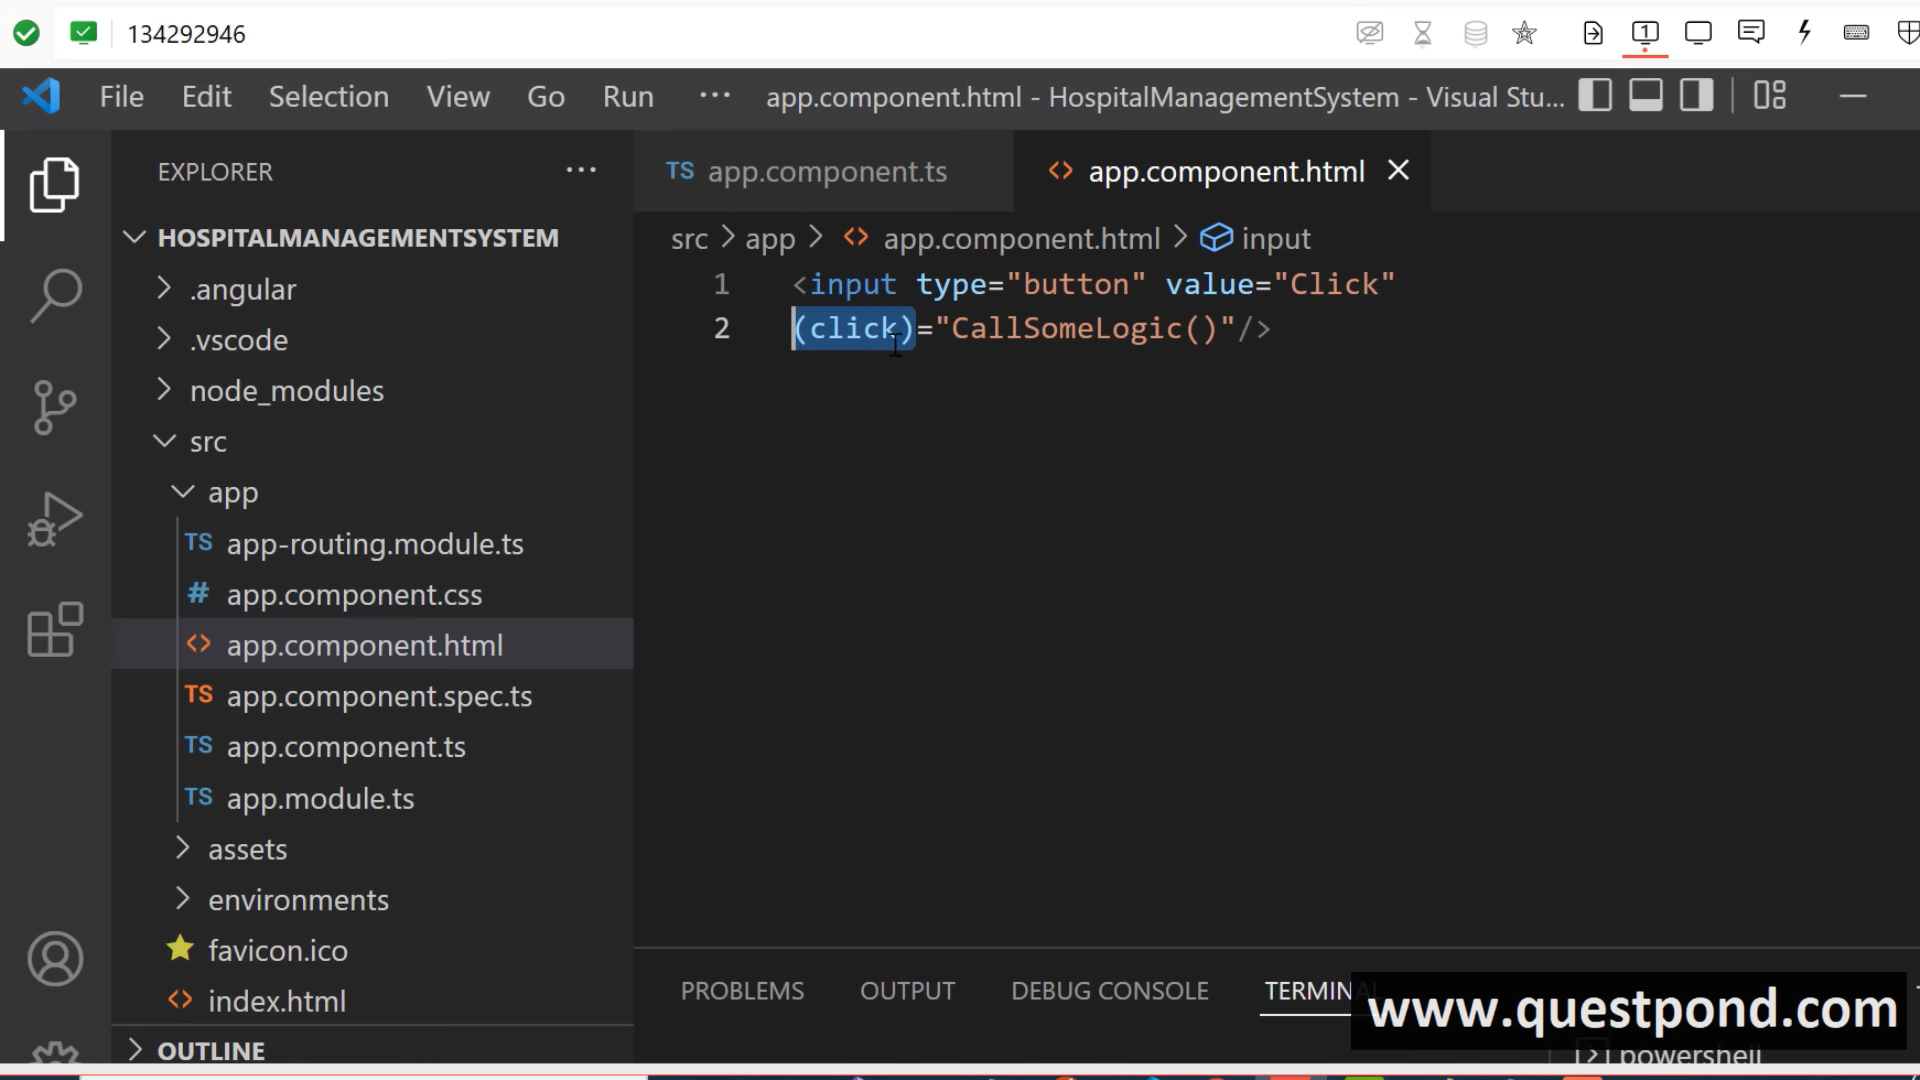 134292946
File Edit Selection View Go Run ... app.component.html - HospitalManagementSystem - Visual Stu...
EXPLORER ...
HOSPITALMANAGEMENTSYSTEM
.angular
.vscode
node_modules
src
app
TS app-routing.module.ts
# app.component.css
<> app.component.html
TS app.component.spec.ts
TS app.component.ts
TS app.module.ts
assets
environments
favicon.ico
<> index.html
OUTLINE
TS app.component.ts <> app.component.html
src > app > <> app.component.html > input
1 <input type="button" value="Click"
2 (click)="CallSomeLogic()"/>
PROBLEMS OUTPUT DEBUG CONSOLE TERMINAL
www.questpond.com
powershell